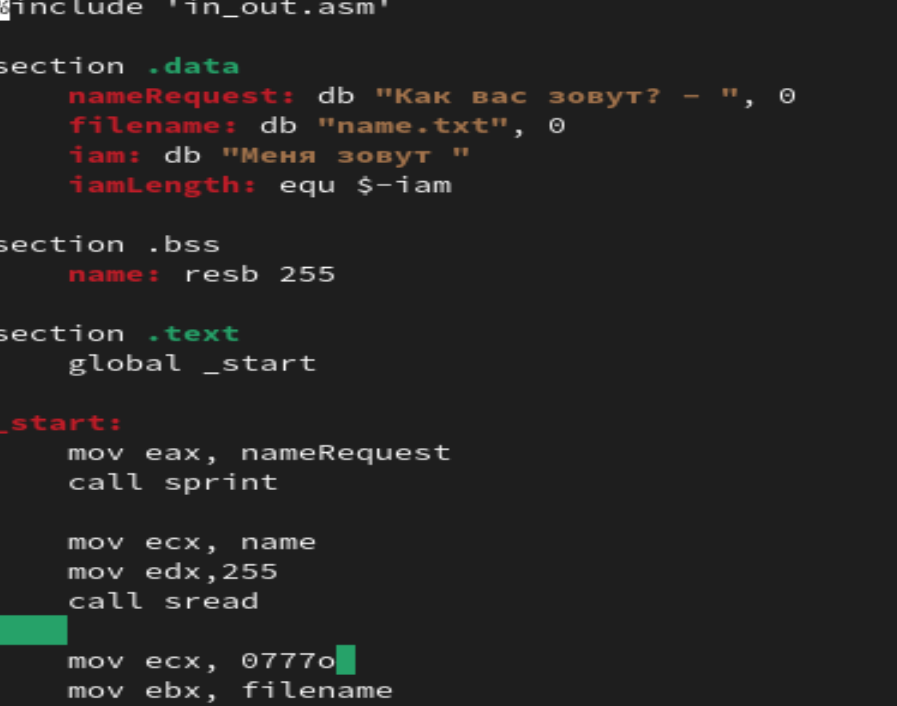 %include 'in_out.asm'
section .data
nameRequest: db "Как вас зовут? - ", 0
filename: db "name.txt", 0
iam: db "Меня зовут "
iamLength: equ $-iam
section .bss
name: resb 255
section .text
global _start
_start:
mov eax, nameRequest
call sprint
mov ecx, name
mov edx,255
call sread
mov ecx, 0777o
mov ebx, filename